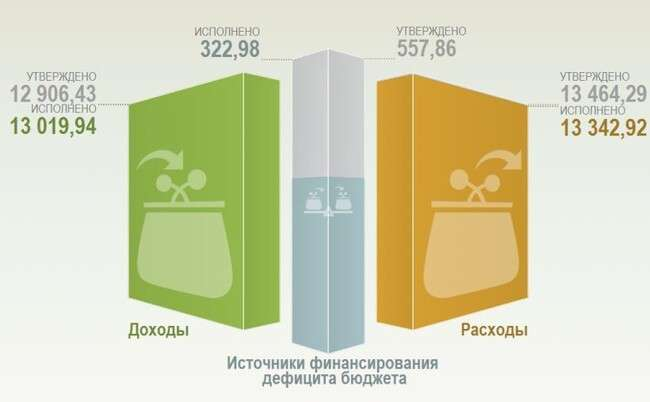 ИСПОЛНЕНО
322,98
УТВЕРЖДЕНО
557,86
УТВЕРЖДЕНО
12 906,43
ИСПОЛНЕНО
13 019,94
УТВЕРЖДЕНО
13 464,29
ИСПОЛНЕНО
13 342,92
Доходы
Расходы
Источники финансирования
дефицита бюджета